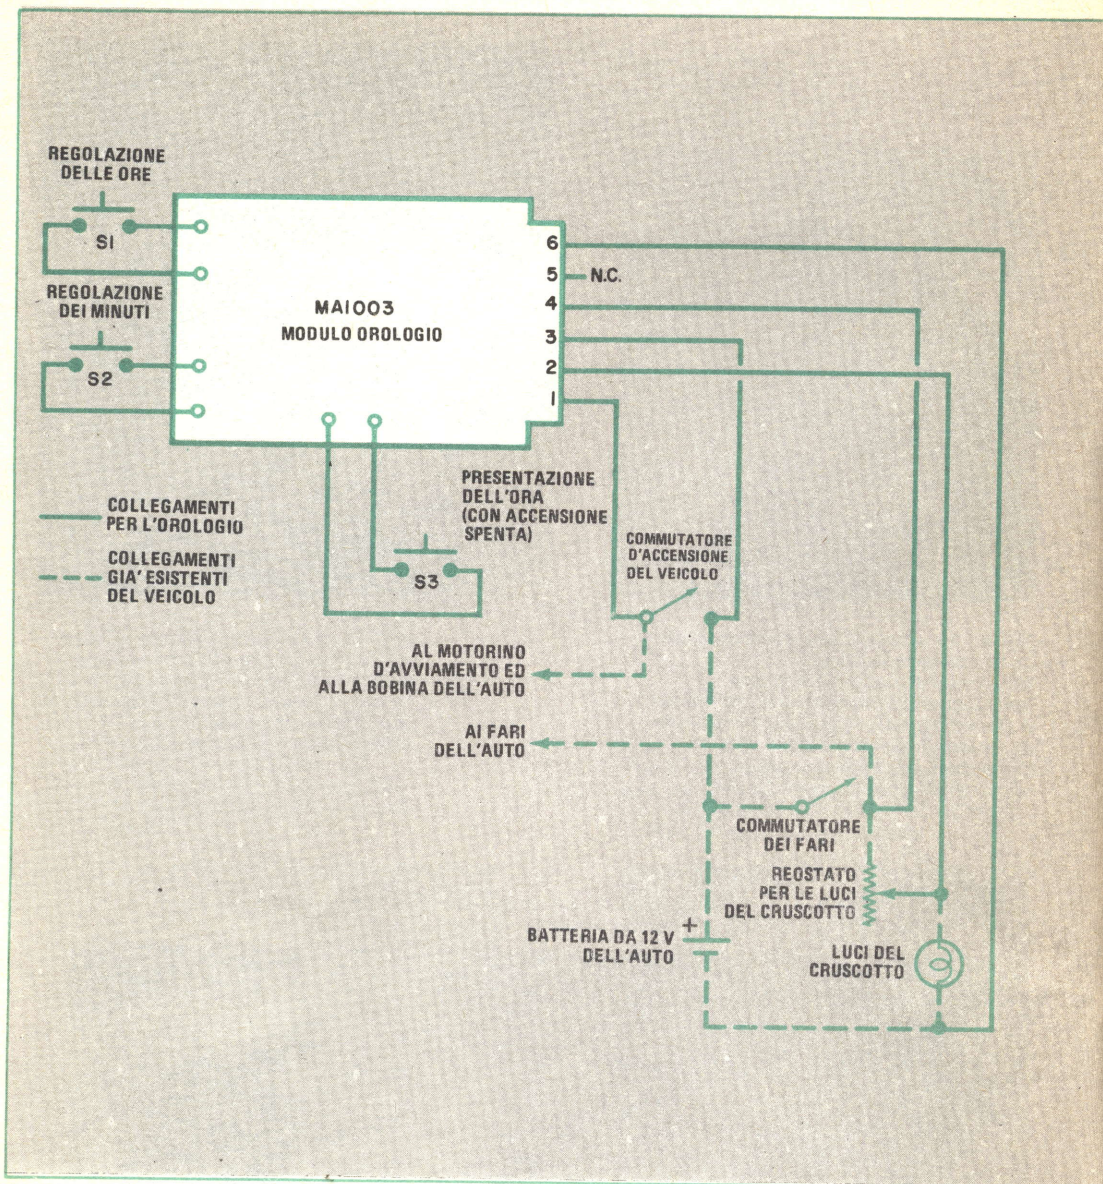 REGOLAZIONE
DELLE ORE
S1
REGOLAZIONE
DEI MINUTI
S2
MA1003
MODULO OROLOGIO
6
5
N.C.
4
3
2
1
COLLEGAMENTI
PER L'OROLOGIO
COLLEGAMENTI
GIA' ESISTENTI
DEL VEICOLO
PRESENTAZIONE
DELL'ORA
(CON ACCENSIONE
SPENTA)
S3
COMMUTATORE
D'ACCENSIONE
DEL VEICOLO
AL MOTORINO
D'AVVIAMENTO ED
ALLA BOBINA DELL'AUTO
AI FARI
DELL'AUTO
COMMUTATORE
DEI FARI
REOSTATO
PER LE LUCI
DEL CRUSCOTTO
+
BATTERIA DA 12 V
DELL'AUTO
LUCI DEL
CRUSCOTTO